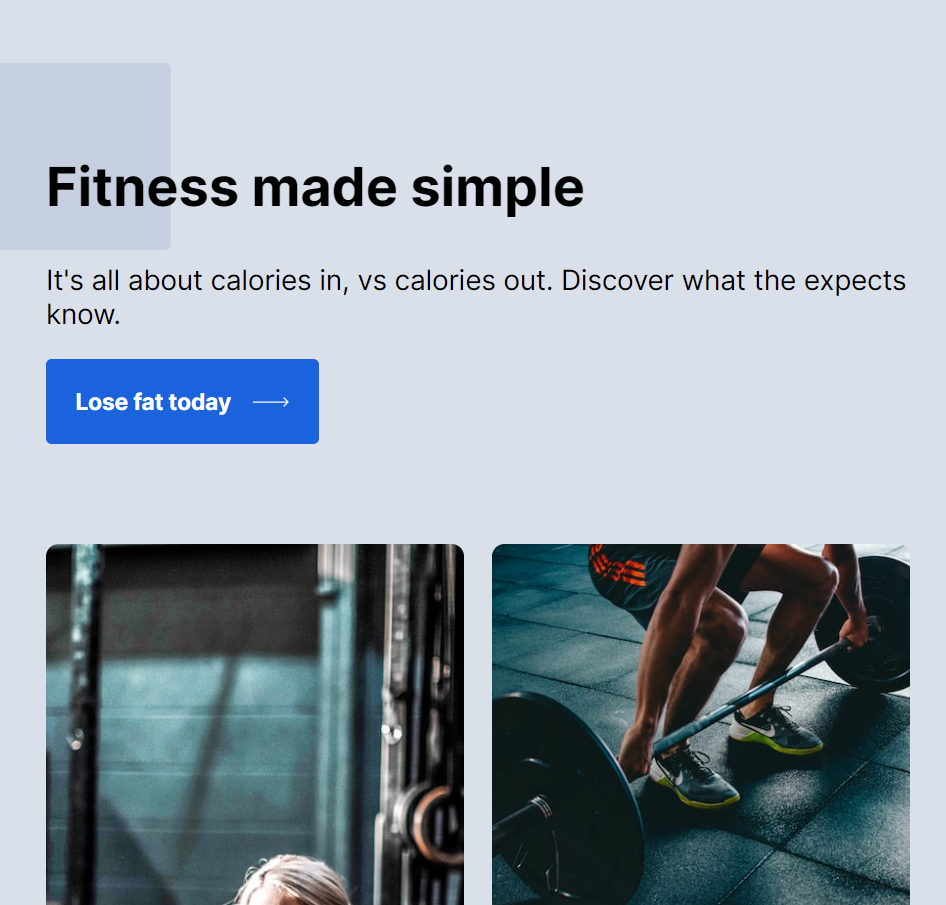 Fitness made simple
It's all about calories in, vs calories out. Discover what the expects
know.
Lose fat today